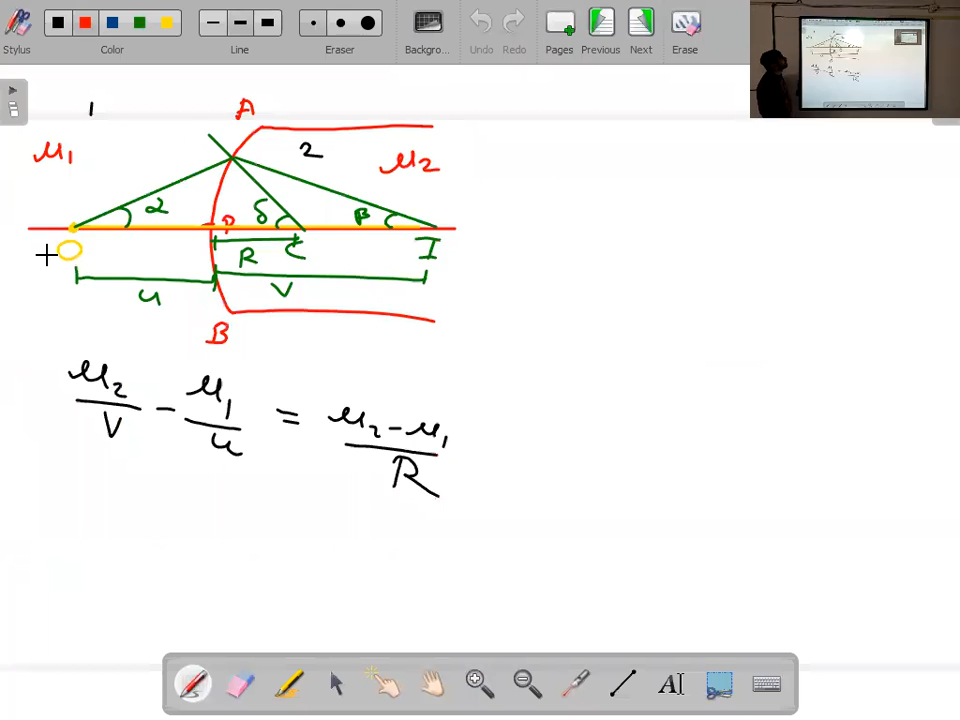 Stylus Color Line Eraser Backgro... Undo Redo Pages Previous Next Erase
1 A
μ1 2 μ2
α δ β
P
O R C I
u V
B
μ2/V - μ1/u = μ2-μ1/R
A